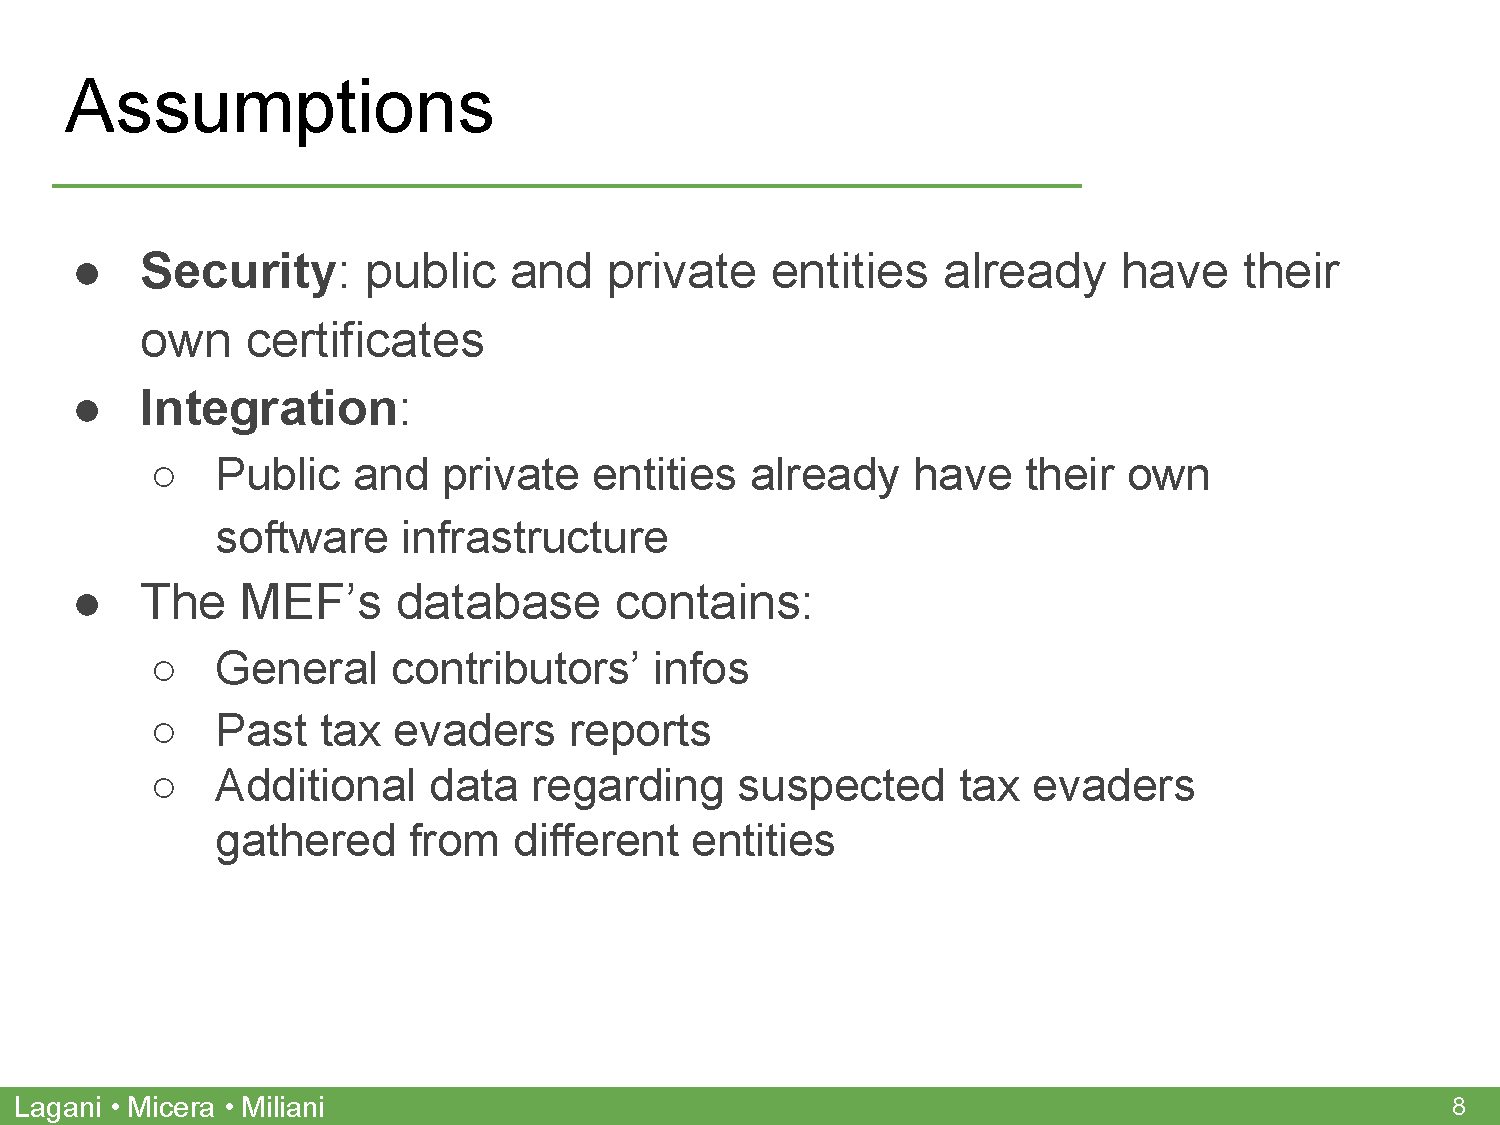 Assumptions
● Security: public and private entities already have their
own certificates
● Integration:
○ Public and private entities already have their own
software infrastructure
● The MEF’s database contains:
○ General contributors’ infos
○ Past tax evaders reports
○ Additional data regarding suspected tax evaders
gathered from different entities
Lagani • Micera • Miliani
8